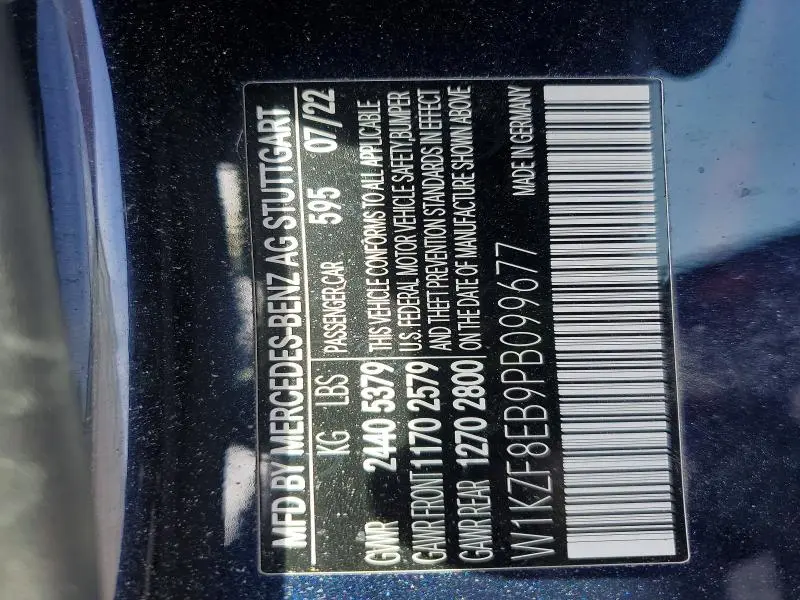 MFD BY MERCEDES-BENZ AG STUTTGART
KG LBS PASSENGER CAR 595 07/22
GWR 2440 5379 THIS VEHICLE CONFORMS TO ALL APPLICABLE
GAWR FRONT 1170 2579 U.S. FEDERAL MOTOR VEHICLE SAFETY,BUMPER
GAWR REAR 1270 2800 AND THEFT PREVENTION STANDARDS IN EFFECT
ON THE DATE OF MANUFACTURE SHOWN ABOVE
W1KZF8EB9PB099677 MADE IN GERMANY